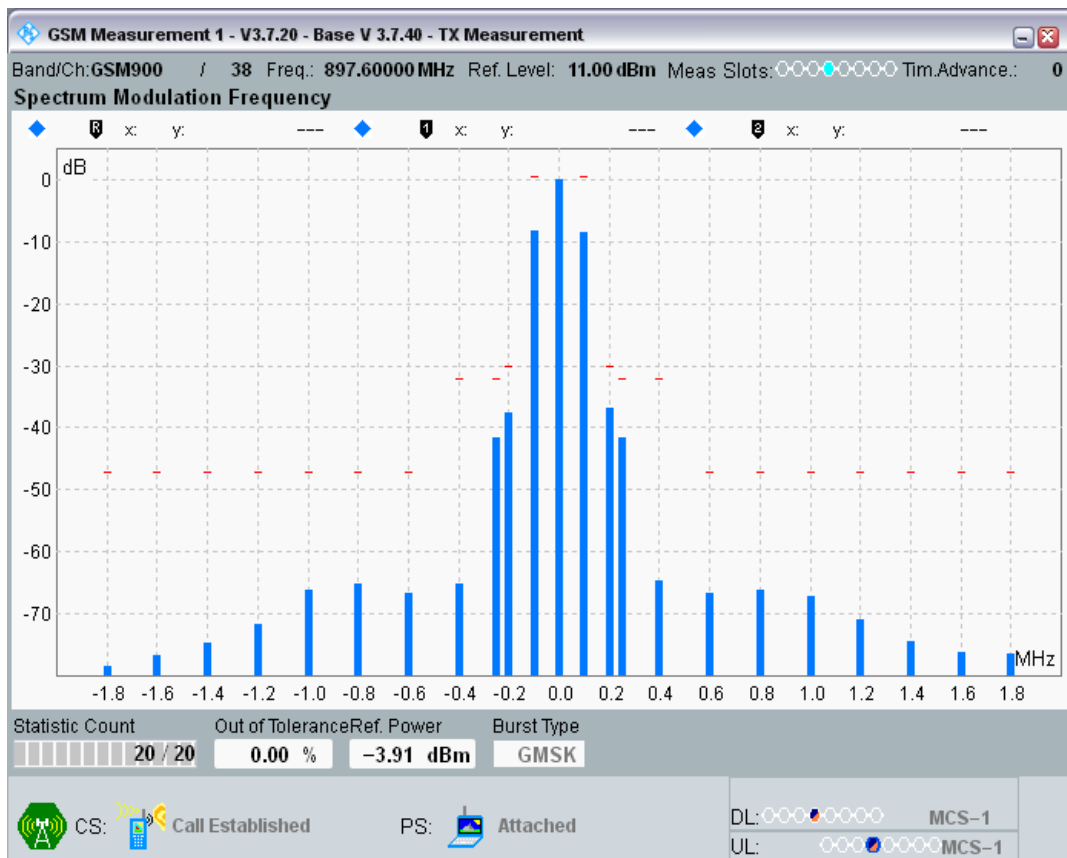 GSM Measurement 1 - V3.7.20 - Base V 3.7.40 - TX Measurement
Band/Ch:GSM900 / 38 Freq.: 897.60000 MHz Ref. Level: 11.00 dBm Meas Slots: Tim.Advance.: 0
Spectrum Modulation Frequency
R x: y: --- 1 x: y: --- 2 x: y: ---
dB
0
-10
-20
-30
-40
-50
-60
-70
MHz
-1.8 -1.6 -1.4 -1.2 -1.0 -0.8 -0.6 -0.4 -0.2 0.0 0.2 0.4 0.6 0.8 1.0 1.2 1.4 1.6 1.8
Statistic Count Out of Tolerance Ref. Power Burst Type
20 / 20 0.00 % −3.91 dBm GMSK
CS: Call Established PS: Attached
DL: MCS−1
UL: MCS−1